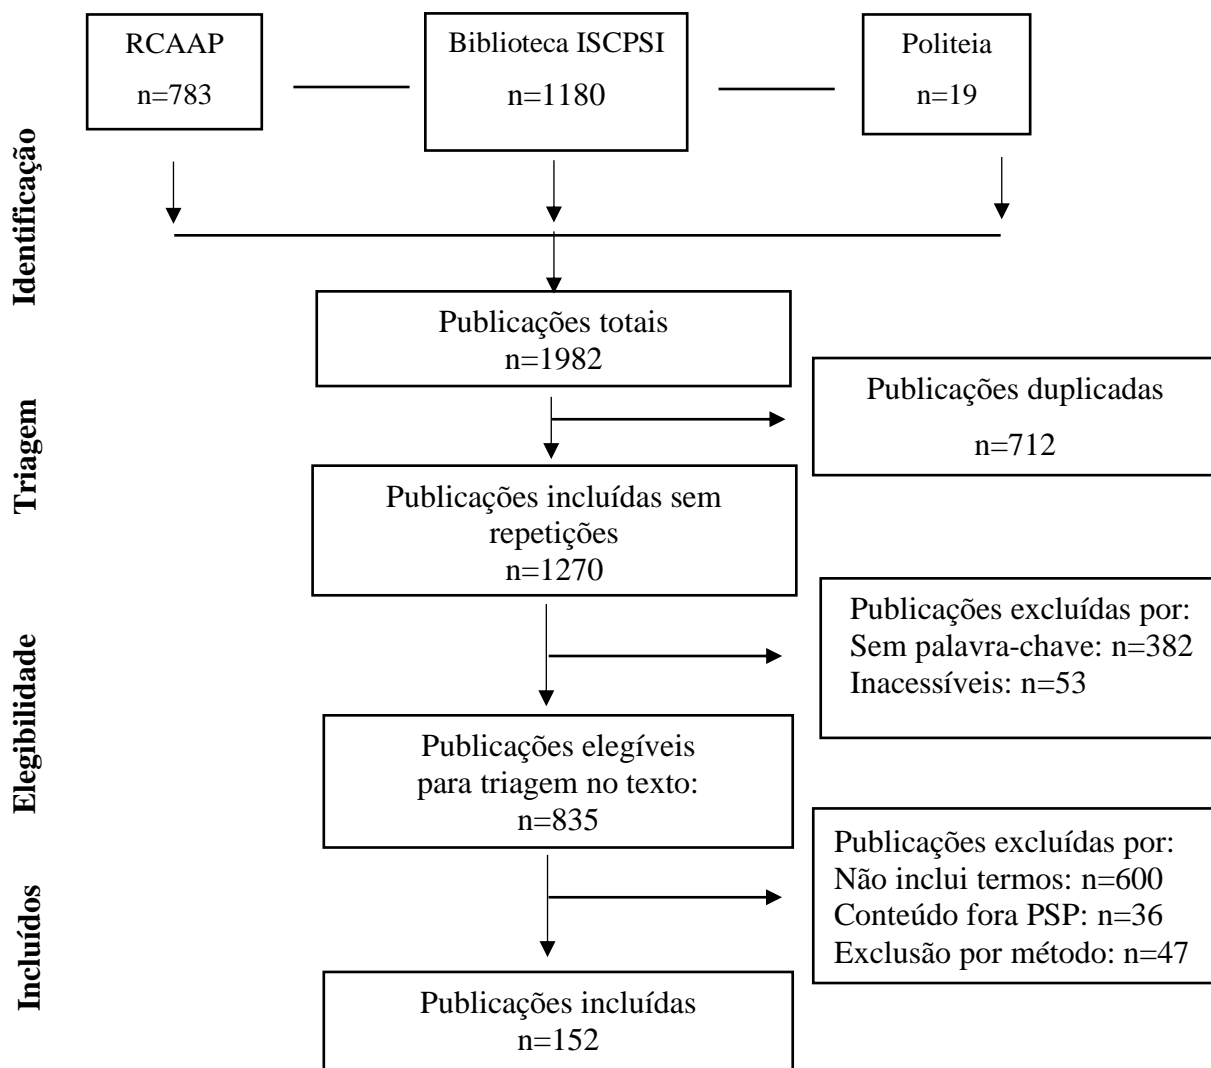 RCAAP
n=783
Biblioteca ISCPSI
n=1180
Politeia
n=19
Identificação
Publicações totais
n=1982
Triagem
Publicações duplicadas
n=712
Publicações incluídas sem
repetições
n=1270
Elegibilidade
Publicações excluídas por:
Sem palavra-chave: n=382
Inacessíveis: n=53
Publicações elegíveis
para triagem no texto:
n=835
Incluídos
Publicações excluídas por:
Não inclui termos: n=600
Conteúdo fora PSP: n=36
Exclusão por método: n=47
Publicações incluídas
n=152